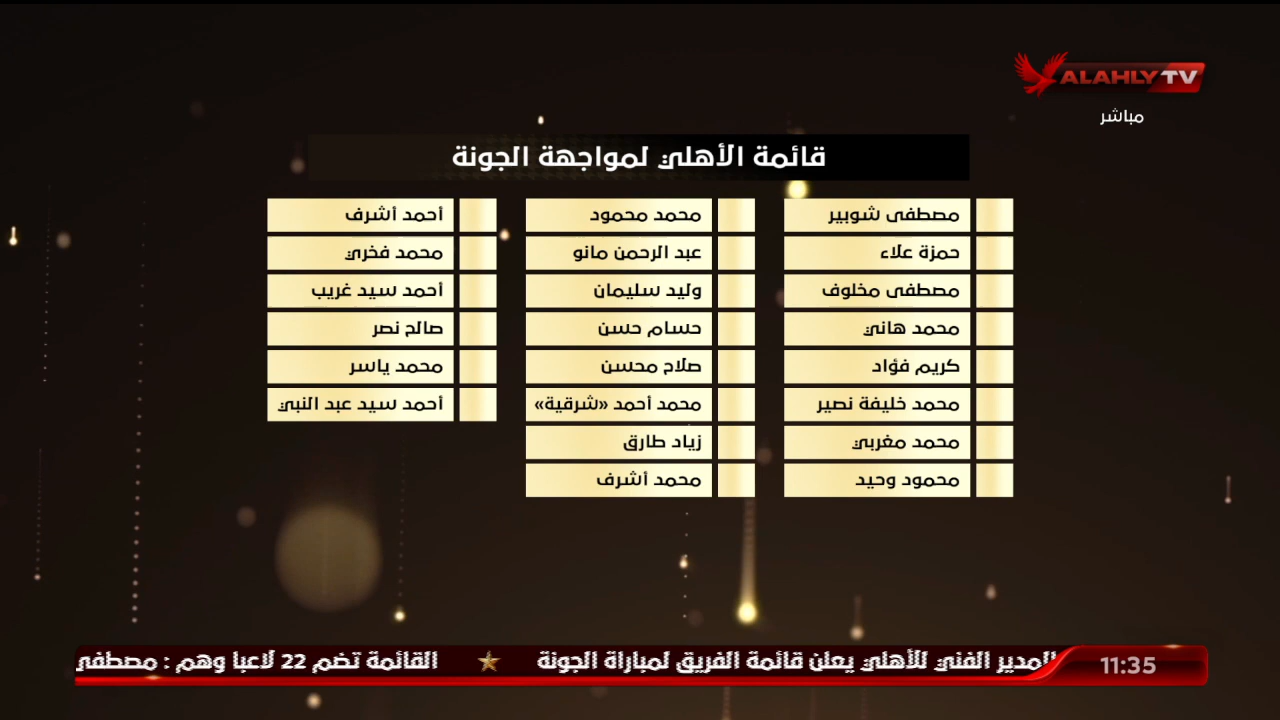 ALAHLY TV
مباشر
قائمة الأهلي لمواجهة الجونة
مصطفى شوبير
حمزة علاء
مصطفى مخلوف
محمد هاني
كريم فؤاد
محمد خليفة نصير
محمد مغربي
محمود وحيد
محمد محمود
عبد الرحمن مانو
وليد سليمان
حسام حسن
صلاح محسن
محمد أحمد «شرقية»
زياد طارق
محمد أشرف
أحمد أشرف
محمد فخري
أحمد سيد غريب
صالح نصر
محمد ياسر
أحمد سيد عبد النبي
11:35
المدير الفني للأهلي يعلن قائمة الفريق لمباراة الجونة
القائمة تضم 22 لاعبا وهم : مصطفى